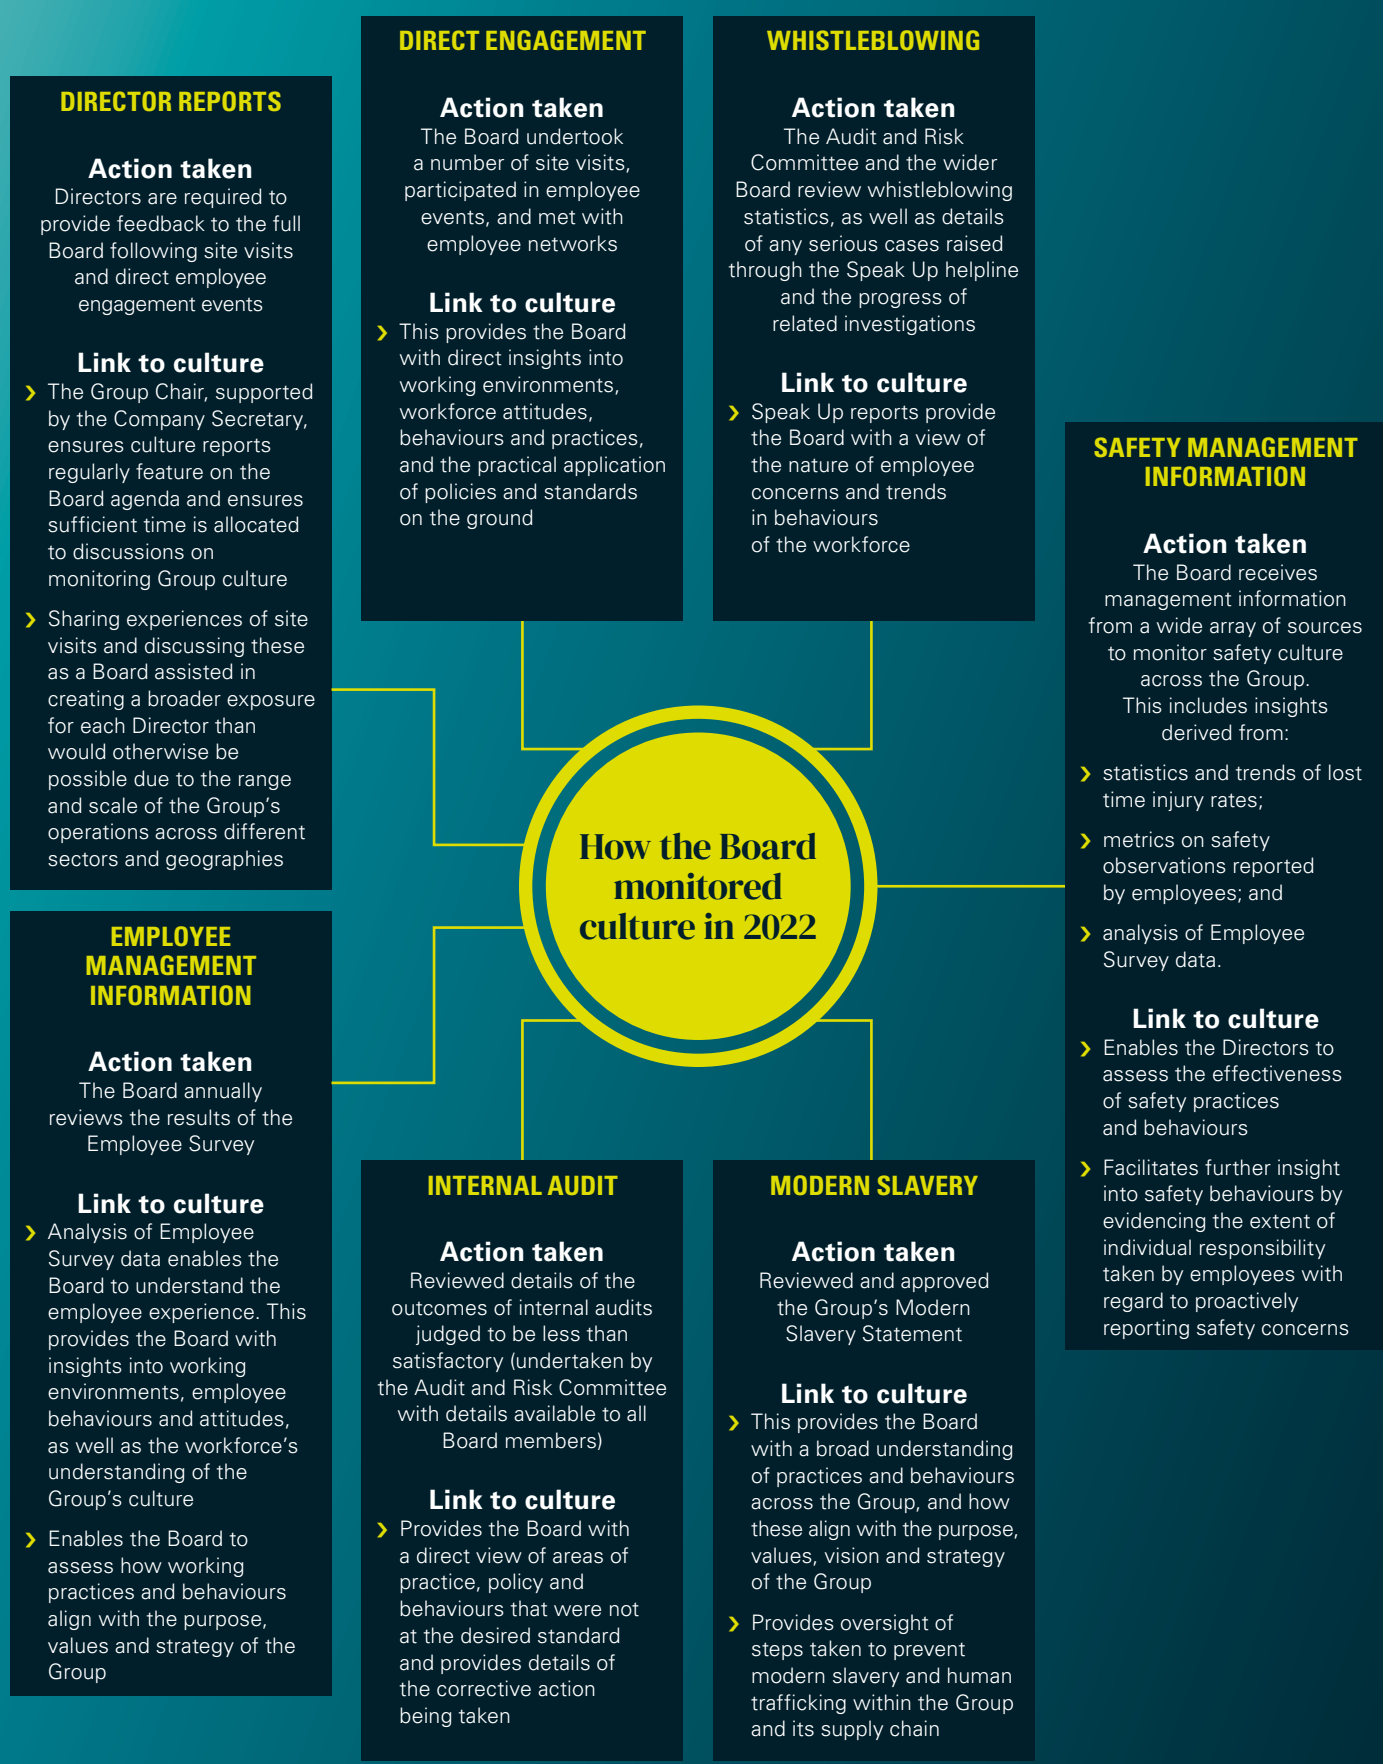 DIRECTOR REPORTS
Action taken
Directors are required to
provide feedback to the full
Board following site visits
and direct employee
engagement events
Link to culture
› The Group Chair, supported
by the Company Secretary,
ensures culture reports
regularly feature on the
Board agenda and ensures
sufficient time is allocated
to discussions on
monitoring Group culture
› Sharing experiences of site
visits and discussing these
as a Board assisted in
creating a broader exposure
for each Director than
would otherwise be
possible due to the range
and scale of the Group’s
operations across different
sectors and geographies
DIRECT ENGAGEMENT
Action taken
The Board undertook
a number of site visits,
participated in employee
events, and met with
employee networks
Link to culture
› This provides the Board
with direct insights into
working environments,
workforce attitudes,
behaviours and practices,
and the practical application
of policies and standards
on the ground
WHISTLEBLOWING
Action taken
The Audit and Risk
Committee and the wider
Board review whistleblowing
statistics, as well as details
of any serious cases raised
through the Speak Up helpline
and the progress of
related investigations
Link to culture
› Speak Up reports provide
the Board with a view of
the nature of employee
concerns and trends
in behaviours
of the workforce
SAFETY MANAGEMENT
INFORMATION
Action taken
The Board receives
management information
from a wide array of sources
to monitor safety culture
across the Group.
This includes insights
derived from:
› statistics and trends of lost
time injury rates;
› metrics on safety
observations reported
by employees; and
› analysis of Employee
Survey data.
Link to culture
› Enables the Directors to
assess the effectiveness
of safety practices
and behaviours
› Facilitates further insight
into safety behaviours by
evidencing the extent of
individual responsibility
taken by employees with
regard to proactively
reporting safety concerns
How the Board
monitored
culture in 2022
EMPLOYEE
MANAGEMENT
INFORMATION
Action taken
The Board annually
reviews the results of the
Employee Survey
Link to culture
› Analysis of Employee
Survey data enables the
Board to understand the
employee experience. This
provides the Board with
insights into working
environments, employee
behaviours and attitudes,
as well as the workforce’s
understanding of the
Group’s culture
› Enables the Board to
assess how working
practices and behaviours
align with the purpose,
values and strategy of the
Group
INTERNAL AUDIT
Action taken
Reviewed details of the
outcomes of internal audits
judged to be less than
satisfactory (undertaken by
the Audit and Risk Committee
with details available to all
Board members)
Link to culture
› Provides the Board with
a direct view of areas of
practice, policy and
behaviours that were not
at the desired standard
and provides details of
the corrective action
being taken
MODERN SLAVERY
Action taken
Reviewed and approved
the Group’s Modern
Slavery Statement
Link to culture
› This provides the Board
with a broad understanding
of practices and behaviours
across the Group, and how
these align with the purpose,
values, vision and strategy
of the Group
› Provides oversight of
steps taken to prevent
modern slavery and human
trafficking within the Group
and its supply chain